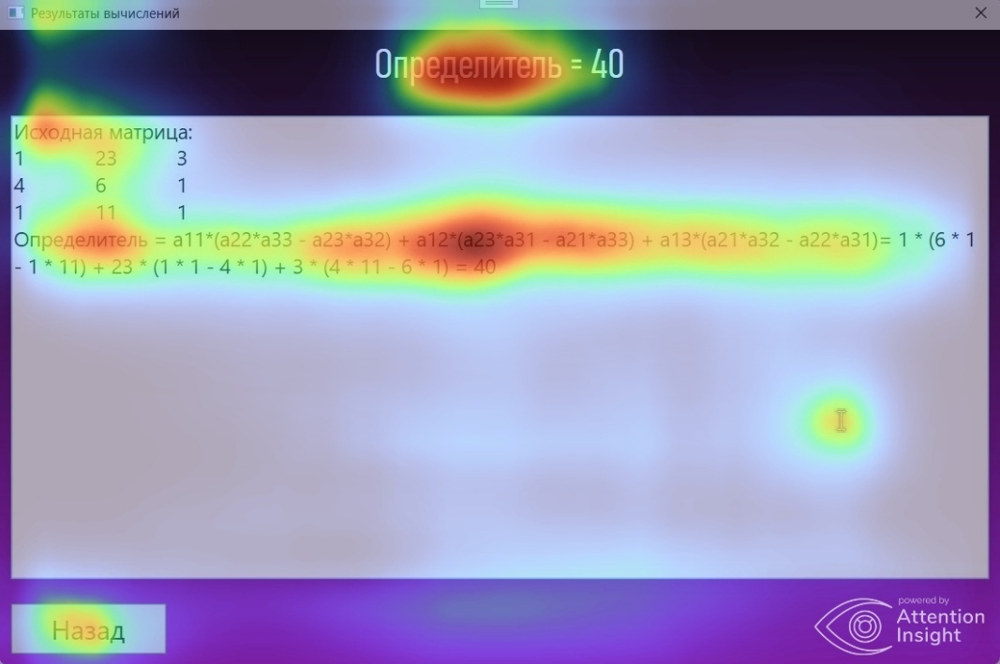 Результаты вычислений
Определитель = 40
Исходная матрица:
1 23 3
4 6 1
1 11 1
Определитель = a11*(a22*a33 - a23*a32) + a12*(a23*a31 - a21*a33) + a13*(a21*a32 - a22*a31)= 1 * (6 * 1
- 1 * 11) + 23 * (1 * 1 - 4 * 1) + 3 * (4 * 11 - 6 * 1) = 40
Назад
powered by
Attention
Insight